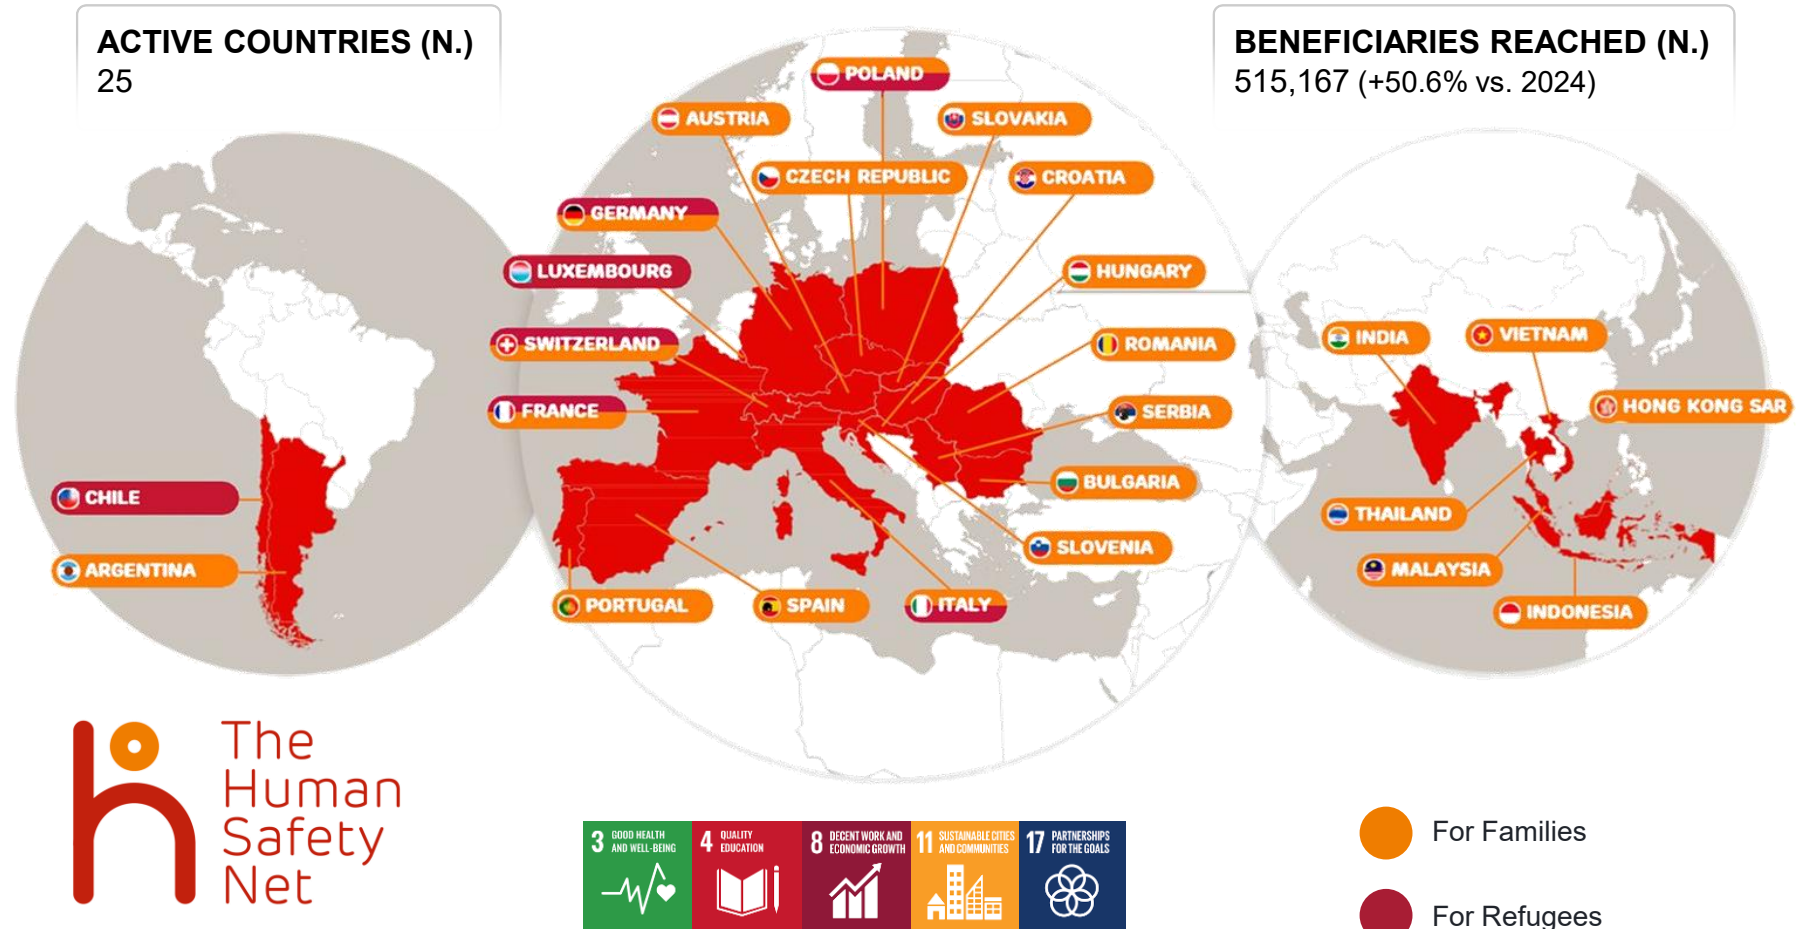 ACTIVE COUNTRIES (N.)
25
BENEFICIARIES REACHED (N.)
515,167 (+50.6% vs. 2024)
POLAND
AUSTRIA
SLOVAKIA
CZECH REPUBLIC
CROATIA
GERMANY
LUXEMBOURG
HUNGARY
SWITZERLAND
ROMANIA
FRANCE
SERBIA
BULGARIA
SLOVENIA
PORTUGAL
SPAIN
ITALY
CHILE
ARGENTINA
INDIA
VIETNAM
HONG KONG SAR
THAILAND
MALAYSIA
INDONESIA
The
Human
Safety
Net
3 GOOD HEALTH
AND WELL-BEING
4 QUALITY
EDUCATION
8 DECENT WORK AND
ECONOMIC GROWTH
11 SUSTAINABLE CITIES
AND COMMUNITIES
17 PARTNERSHIPS
FOR THE GOALS
For Families
For Refugees